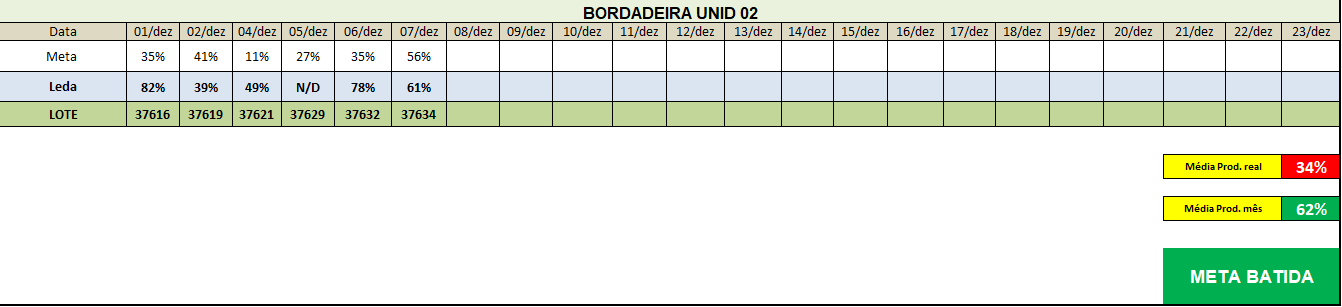 BORDADEIRA UNID 02
Data 01/dez 02/dez 04/dez 05/dez 06/dez 07/dez 08/dez 09/dez 10/dez 11/dez 12/dez 13/dez 14/dez 15/dez 16/dez 17/dez 18/dez 19/dez 20/dez 21/dez 22/dez 23/dez
Meta 35% 41% 11% 27% 35% 56%
Leda 82% 39% 49% N/D 78% 61%
LOTE 37616 37619 37621 37629 37632 37634
Média Prod. real 34%
Média Prod. mês 62%
META BATIDA